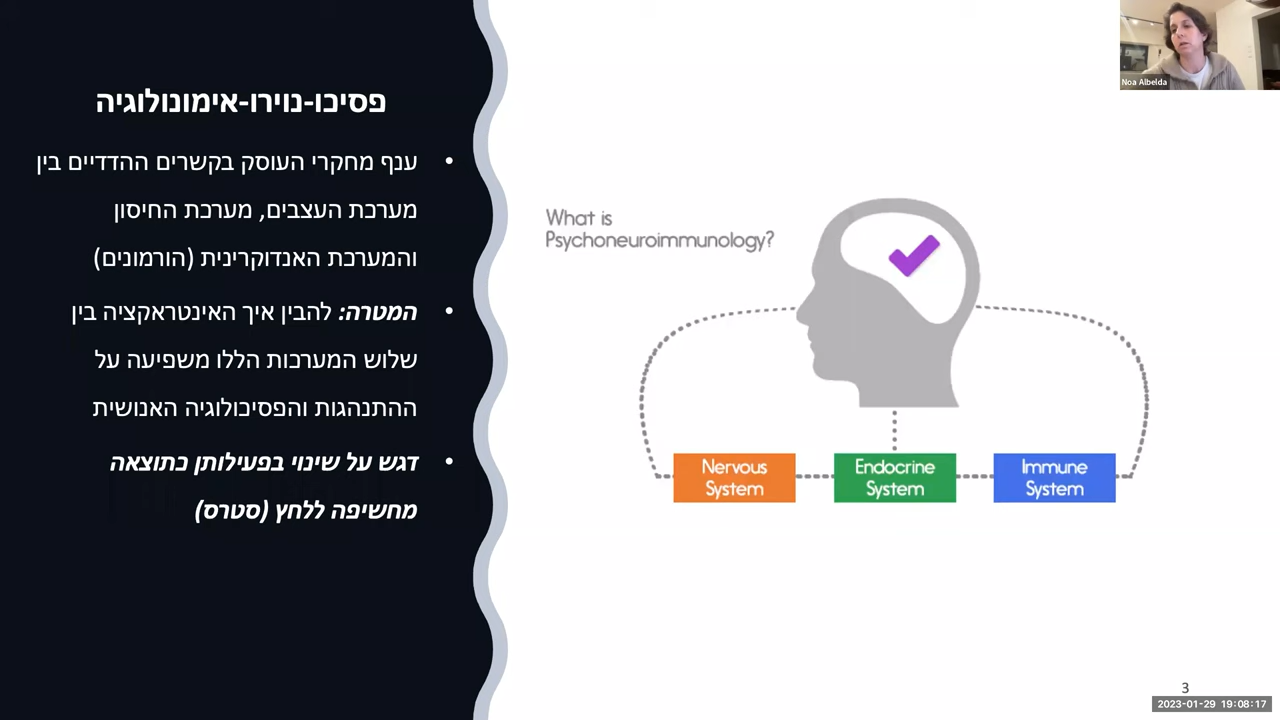 פסיכו-נוירו-אימונולוגיה
• ענף מחקרי העוסק בקשרים ההדדיים בין
מערכת העצבים, מערכת החיסון
והמערכת האנדוקרינית (הורמונים)
• המטרה: להבין איך האינטראקציה בין
שלוש המערכות הללו משפיעה על
ההתנהגות והפסיכולוגיה האנושית
• דגש על שינוי בפעילותן כתוצאה
מחשיפה ללחץ (סטרס)
What is
Psychoneuroimmunology?
Nervous
System
Endocrine
System
Immune
System
Noa Albelda
3
2023-01-29 19:08:17